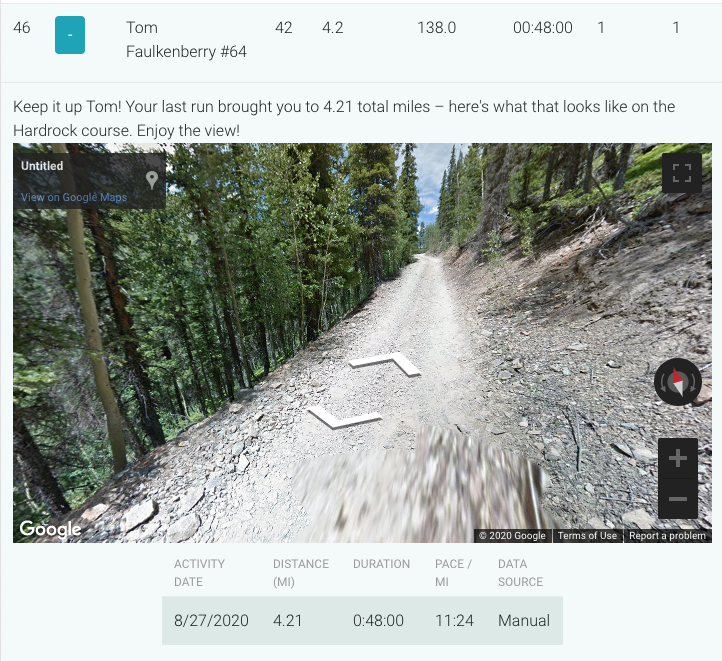 46 - Tom 42 4.2 138.0 00:48:00 1 1
Faulkenberry #64
Keep it up Tom! Your last run brought you to 4.21 total miles – here's what that looks like on the
Hardrock course. Enjoy the view!
Untitled
View on Google Maps
Google
© 2020 Google Terms of Use Report a problem
ACTIVITY DISTANCE DURATION PACE / DATA
DATE (MI) MI SOURCE
8/27/2020 4.21 0:48:00 11:24 Manual